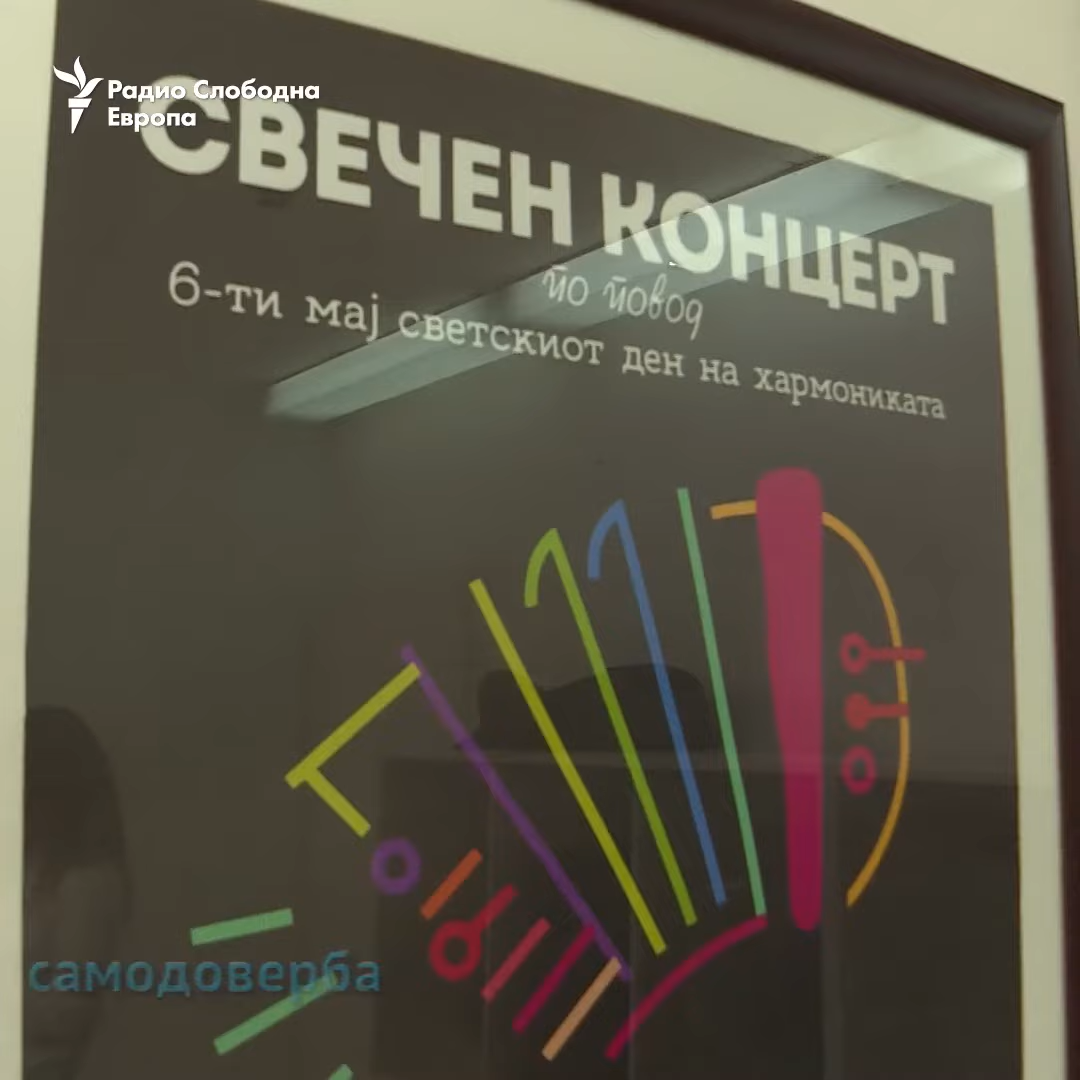 Радио Слободна
Европа
СВЕЧЕН КОНЦЕРТ
по повод
6-ти мај светскиот ден на хармониката
самодоверба